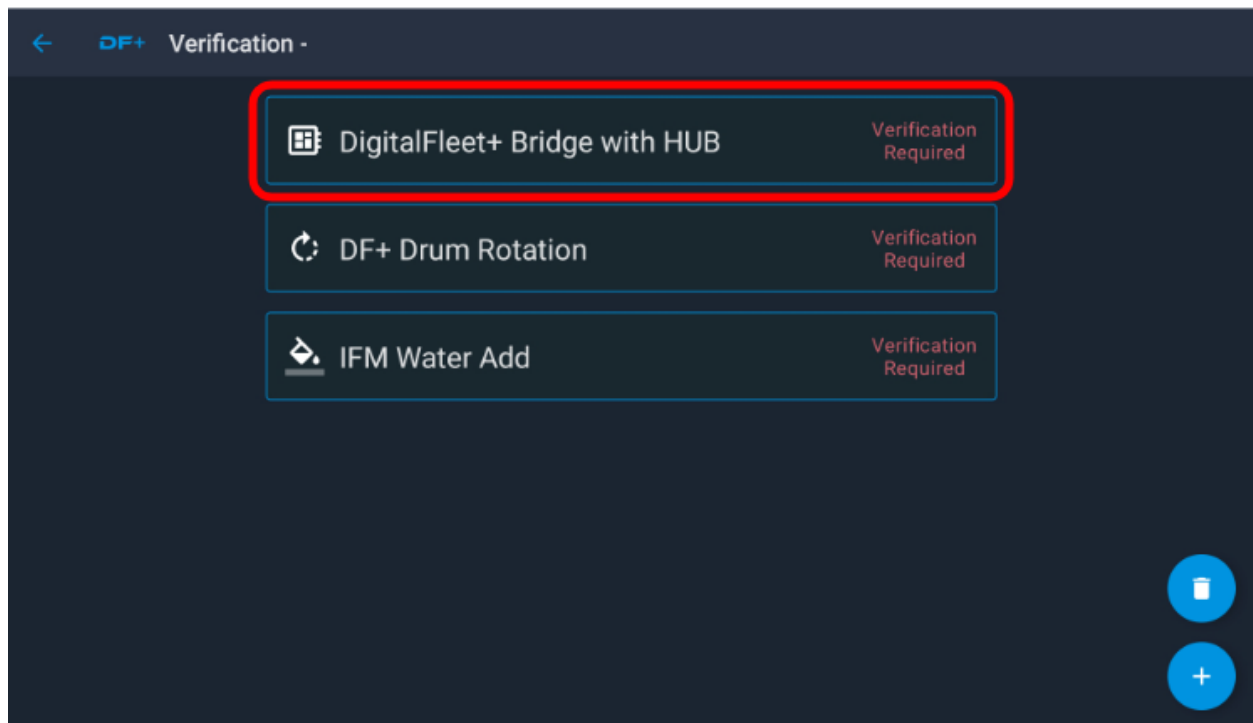 DF+ Verification -
DigitalFleet+ Bridge with HUB
Verification
Required
DF+ Drum Rotation
Verification
Required
IFM Water Add
Verification
Required